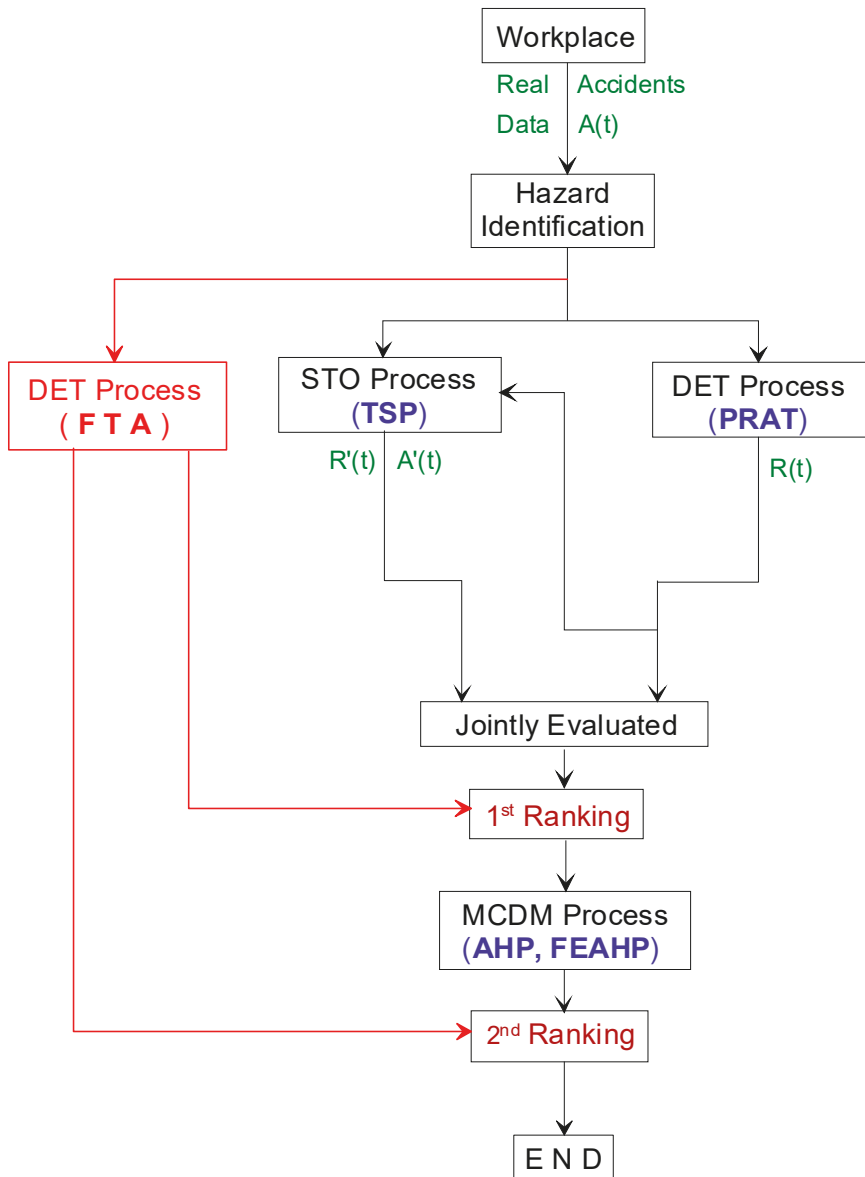 Workplace
Real Accidents
Data A(t)
Hazard
Identification
DET Process
( F T A )
STO Process
(TSP)
DET Process
(PRAT)
R'(t) A'(t)
R(t)
Jointly Evaluated
1st Ranking
MCDM Process
(AHP, FEAHP)
2nd Ranking
E N D